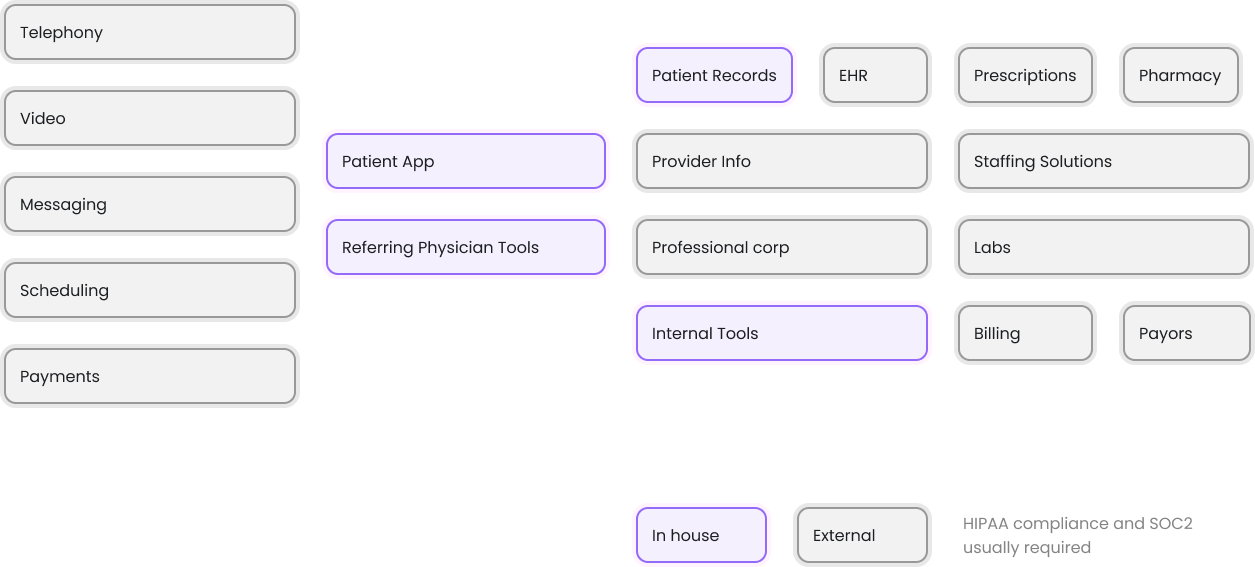 Telephony
Video
Messaging
Scheduling
Payments
Patient App
Referring Physician Tools
Patient Records
EHR
Prescriptions
Pharmacy
Provider Info
Staffing Solutions
Professional corp
Labs
Internal Tools
Billing
Payors
In house
External
HIPAA compliance and SOC2
usually required